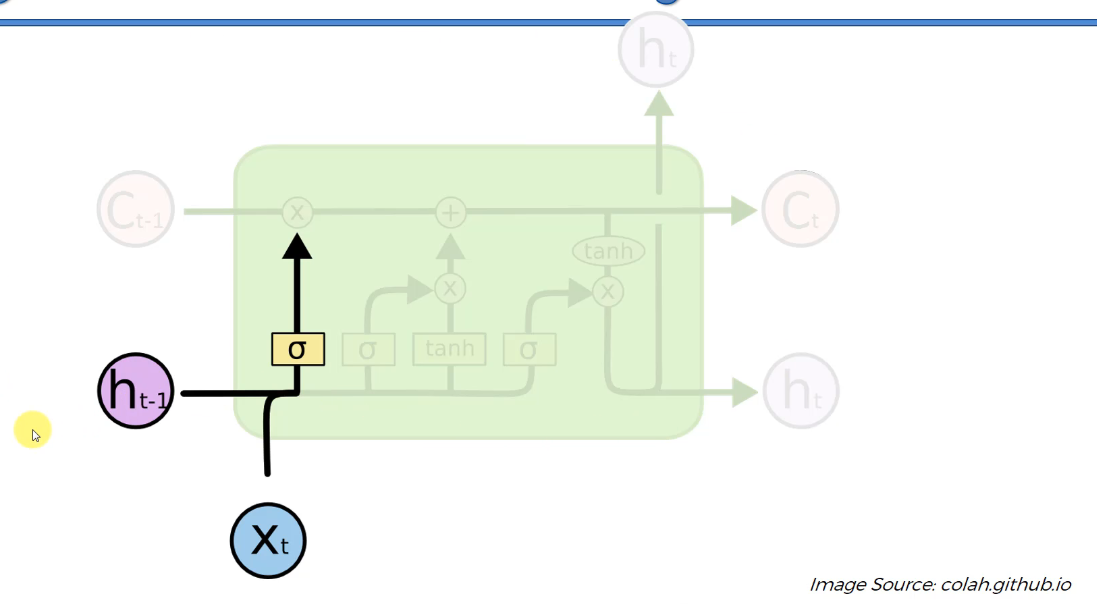 ht
Ct-1
x
+
Ct
tanh
x
x
σ
σ
tanh
σ
ht-1
ht
Xt
Image Source: colah.github.io